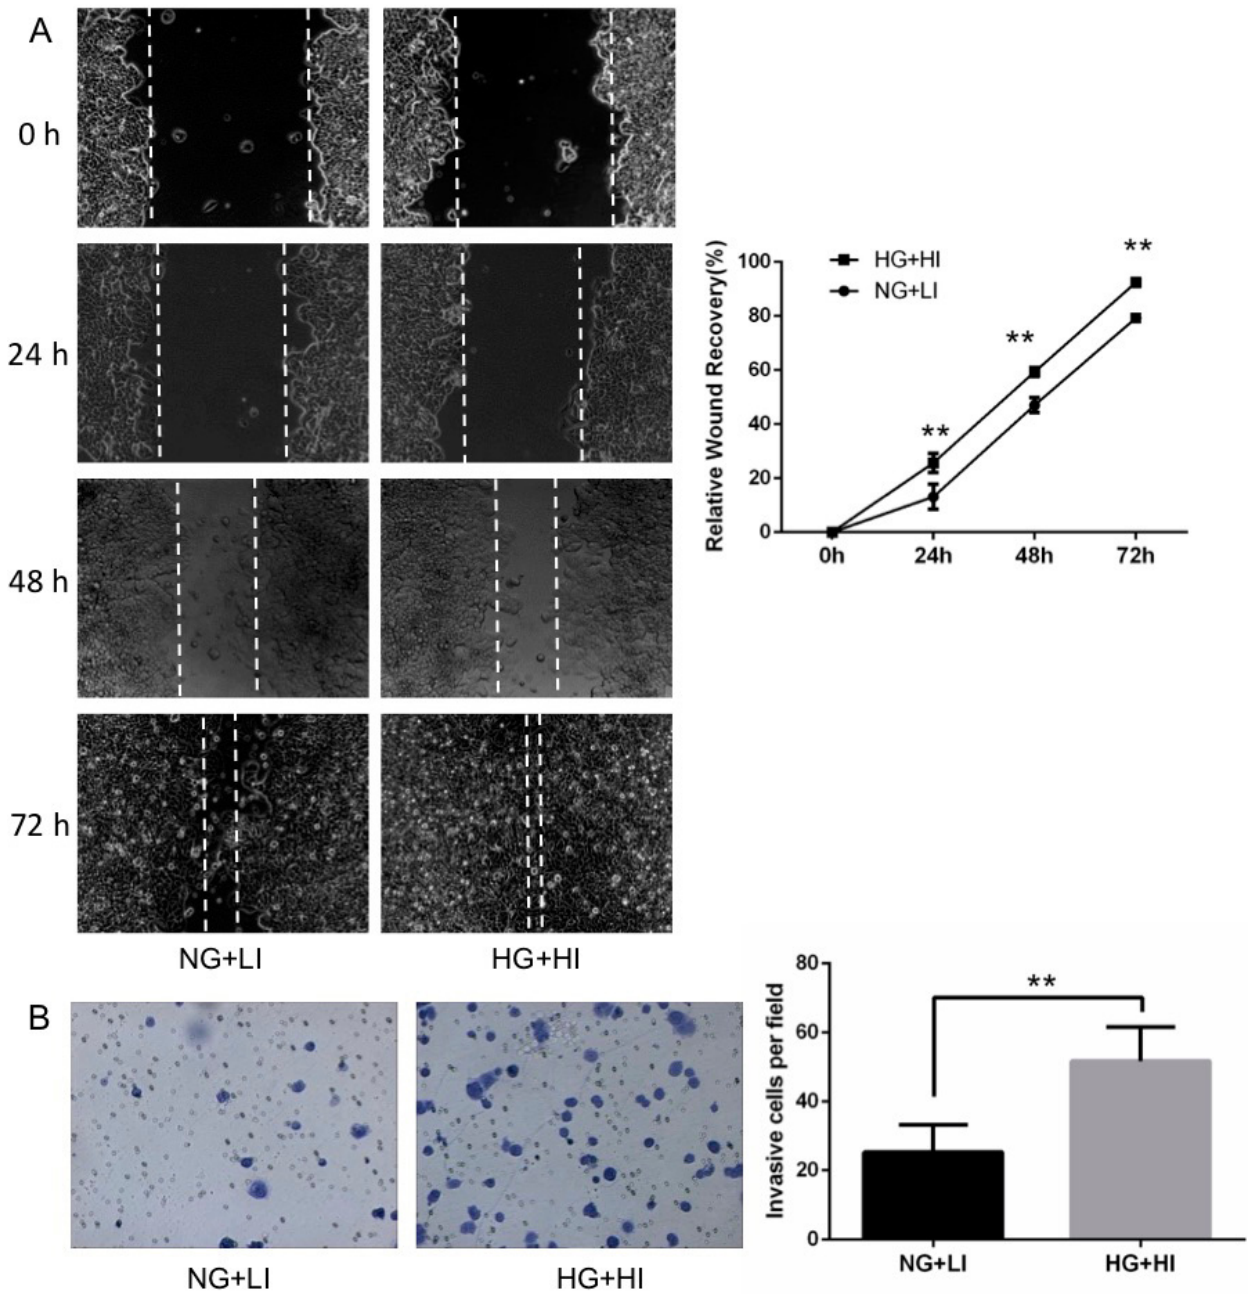 A
0 h
24 h
48 h
72 h
NG+LI
HG+HI
Relative Wound Recovery(%)
100
80
60
40
20
0
0h
24h
48h
72h
HG+HI
NG+LI
**
**
**
B
NG+LI
HG+HI
Invasive cells per field
80
60
40
20
0
**
NG+LI
HG+HI